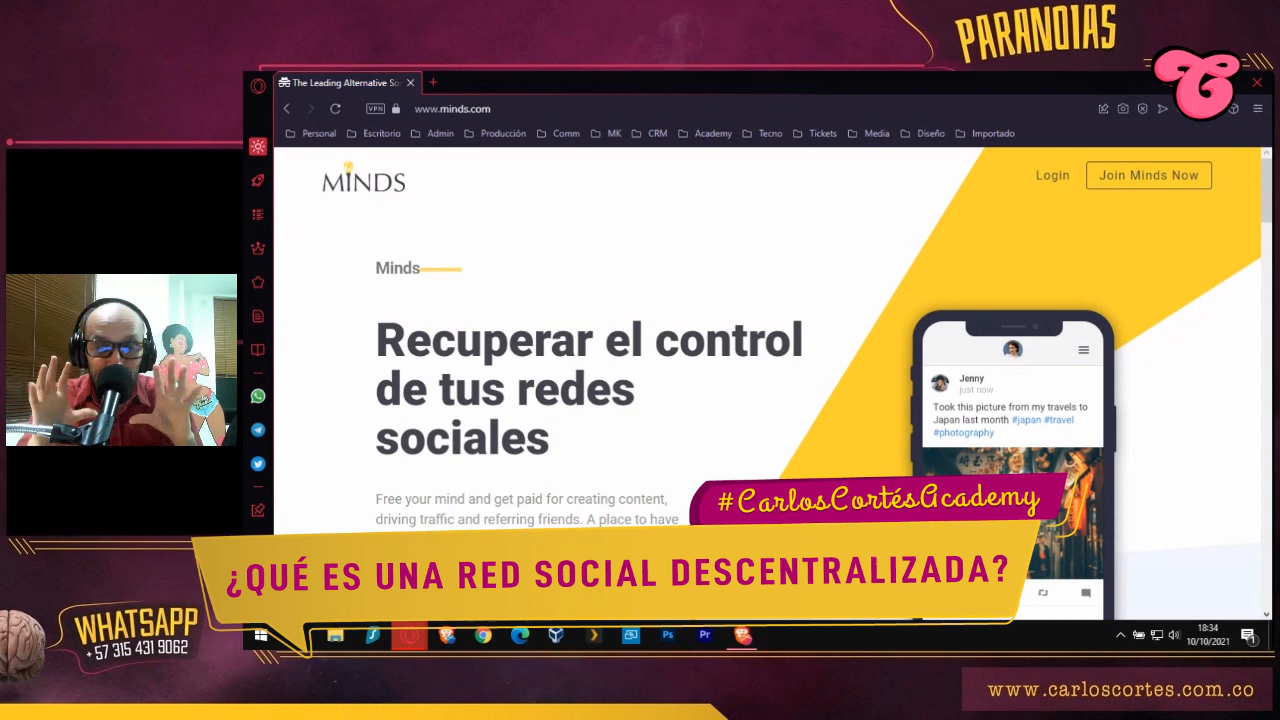 PARANOIAS
The Leading Alternative So
VPN
www.minds.com
Personal
Escritorio
Admin
Producción
Comm
MK
CRM
Academy
Tecno
Tickets
Media
Diseño
Importado
MINDS
Login
Join Minds Now
Minds
Recuperar el control
de tus redes
sociales
Free your mind and get paid for creating content,
driving traffic and referring friends. A place to have
Jenny
just now
Took this picture from my travels to
Japan last month #japan #travel
#photography
#CarlosCortésAcademy
¿QUÉ ES UNA RED SOCIAL DESCENTRALIZADA?
WHATSAPP
+ 57 315 431 9062
Ps
Pr
18:34
10/10/2021
1
www.carloscortes.com.co